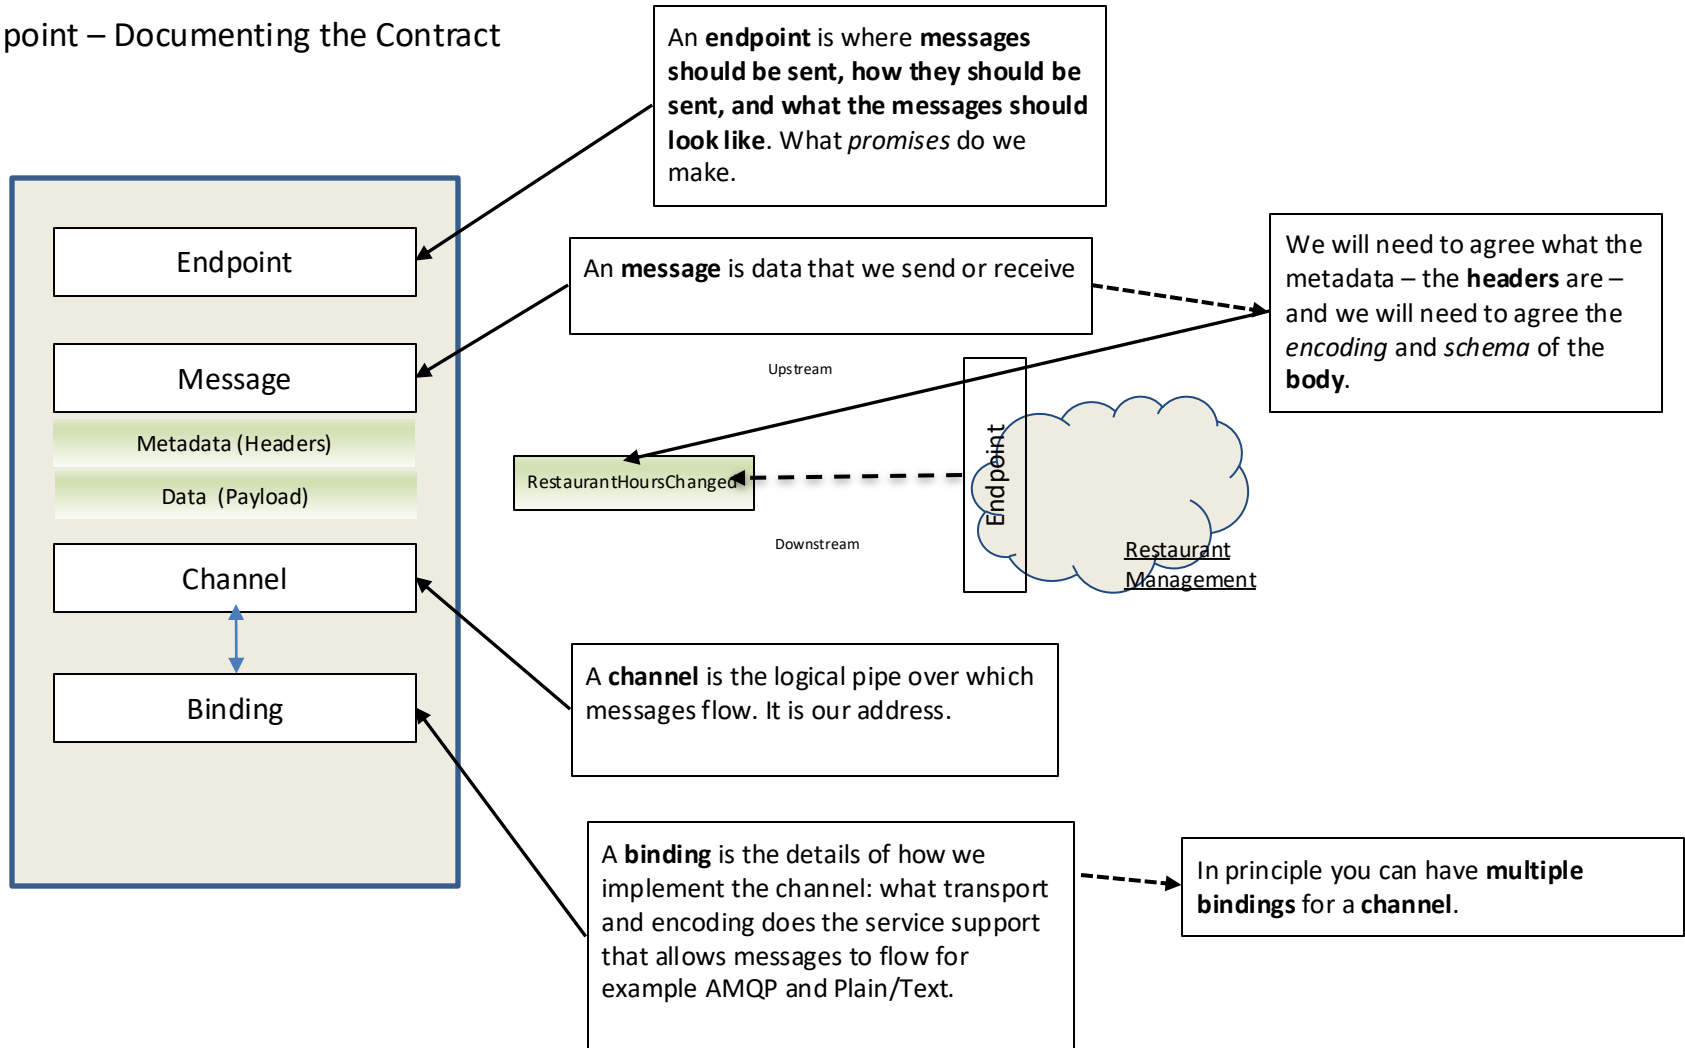 point – Documenting the Contract
An endpoint is where messages
should be sent, how they should be
sent, and what the messages should
look like. What promises do we
make.
Endpoint
An message is data that we send or receive
We will need to agree what the
metadata – the headers are –
and we will need to agree the
encoding and schema of the
body.
Message
Metadata (Headers)
Data (Payload)
Upstream
RestaurantHoursChanged
Endpoint
Downstream
Restaurant
Management
Channel
A channel is the logical pipe over which
messages flow. It is our address.
Binding
A binding is the details of how we
implement the channel: what transport
and encoding does the service support
that allows messages to flow for
example AMQP and Plain/Text.
In principle you can have multiple
bindings for a channel.